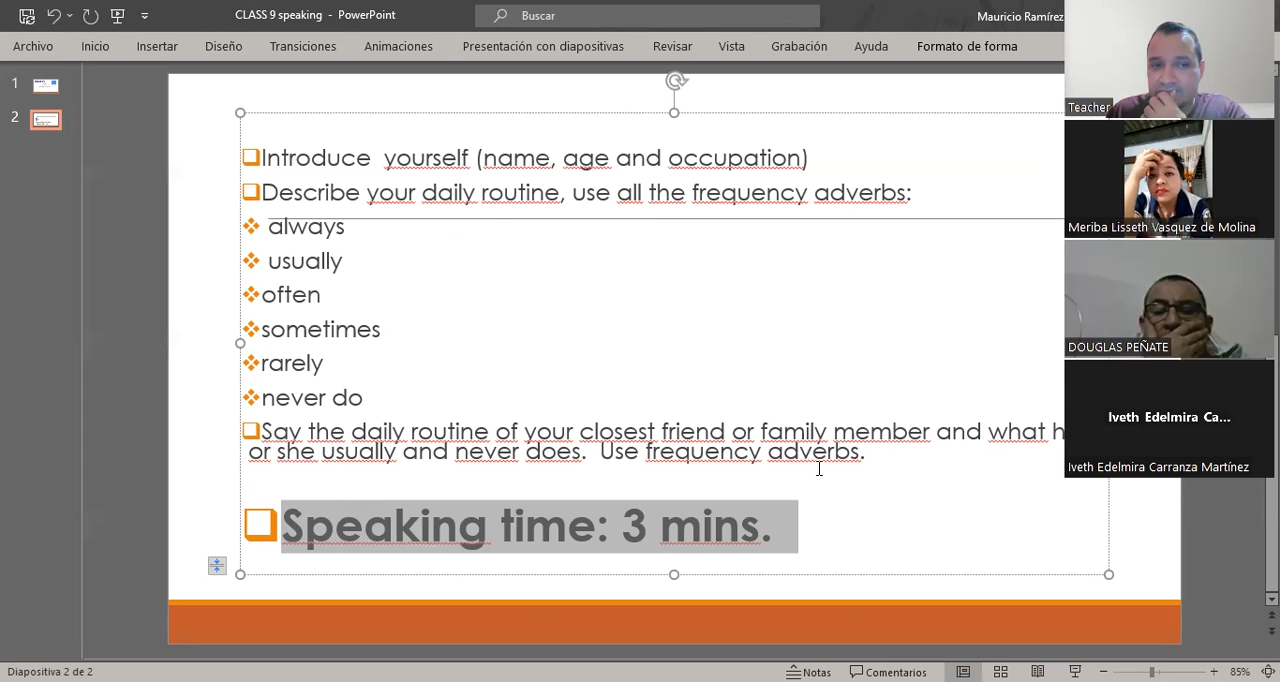 CLASS 9 speaking - PowerPoint
Buscar
Mauricio Ramírez
Archivo Inicio Insertar Diseño Transiciones Animaciones Presentación con diapositivas Revisar Vista Grabación Ayuda Formato de forma
1
2
Introduce yourself (name, age and occupation)
Describe your daily routine, use all the frequency adverbs:
always
usually
often
sometimes
rarely
never do
Say the daily routine of your closest friend or family member and what
or she usually and never does. Use frequency adverbs.
Speaking time: 3 mins.
Teacher
Meriba Lisseth Vasquez de Molina
DOUGLAS PEÑATE
Iveth Edelmira Ca...
Iveth Edelmira Carranza Martínez
Diapositiva 2 de 2
Notas Comentarios 85%